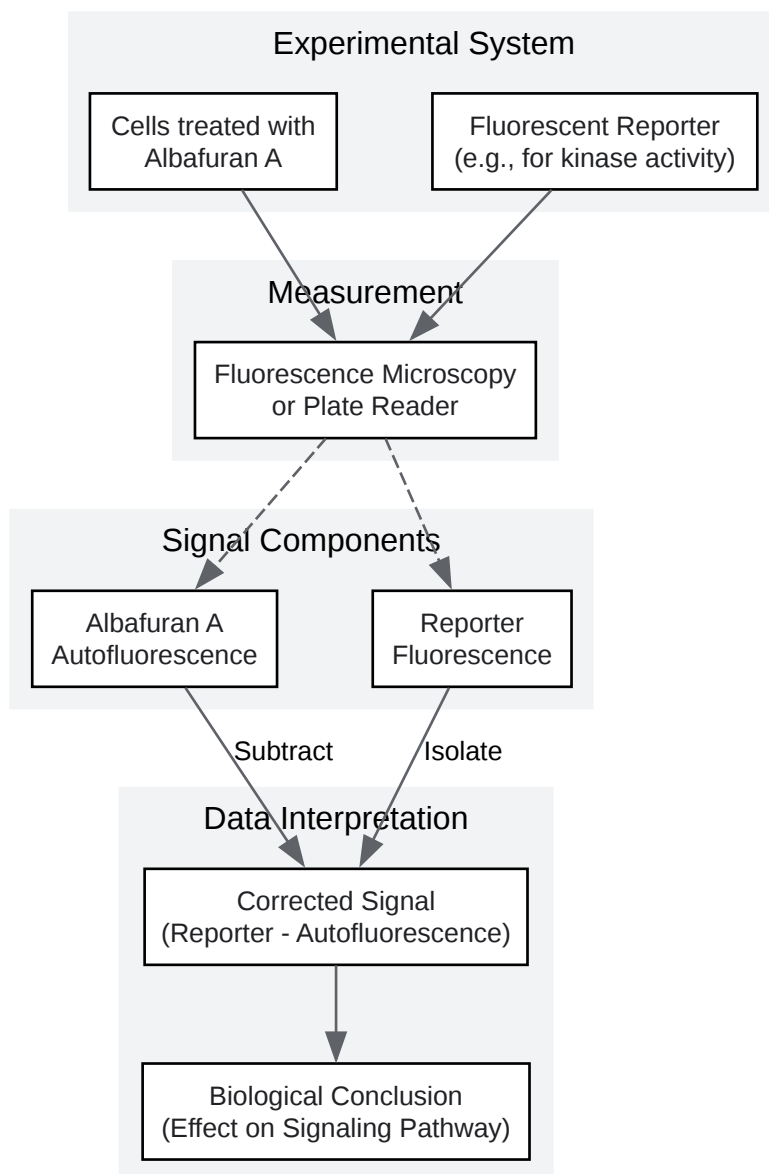 Experimental System
Cells treated with
Albafuran A
Fluorescent Reporter
(e.g., for kinase activity)
Measurement
Fluorescence Microscopy
or Plate Reader
Signal Components
Albafuran A
Autofluorescence
Reporter
Fluorescence
Subtract
Isolate
Data Interpretation
Corrected Signal
(Reporter - Autofluorescence)
Biological Conclusion
(Effect on Signaling Pathway)